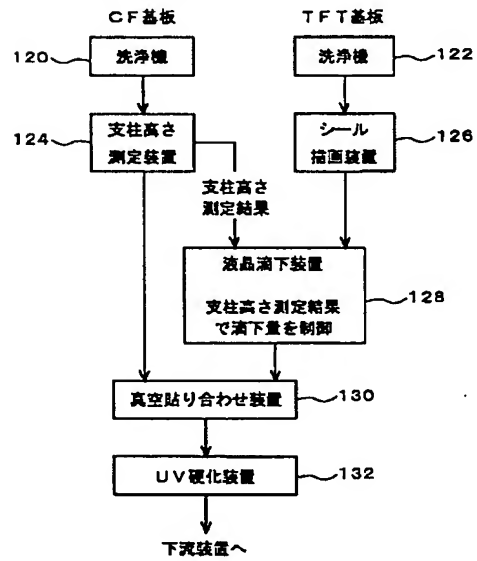 CF基板
TFT基板
120
洗浄機
洗浄機
122
124
支柱高さ
測定装置
シール
描画装置
126
支柱高さ
測定結果
液晶滴下装置
支柱高さ測定結果
で滴下量を制御
128
真空貼り合わせ装置
130
UV硬化装置
132
下流装置へ